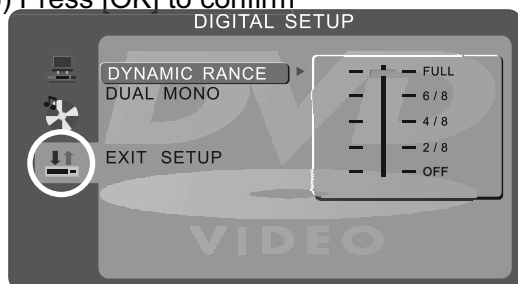 ) Press [OK] to confirm
DIGITAL SETUP
DYNAMIC RANCE
DUAL MONO
EXIT SETUP
FULL
6 / 8
4 / 8
2 / 8
OFF
DVD
VIDEO